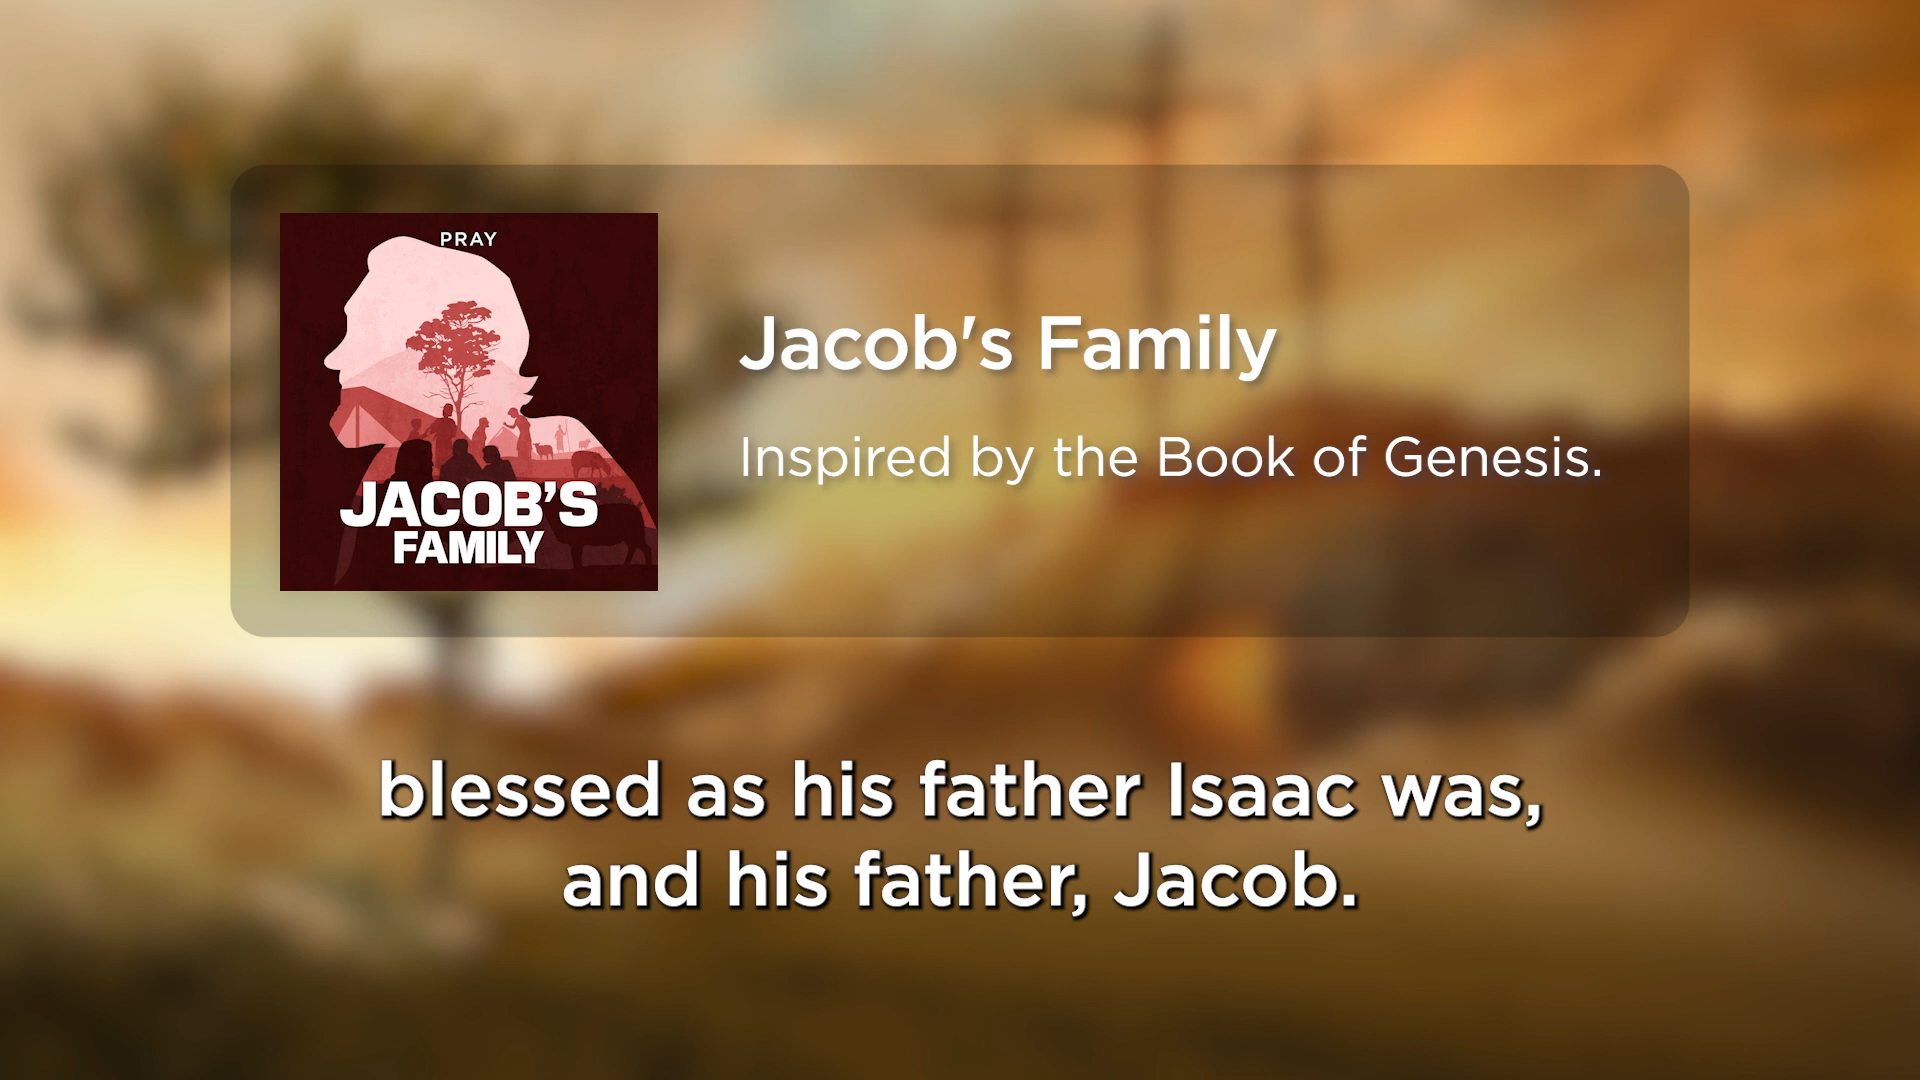 PRAY
JACOB'S
FAMILY
Jacob's Family
Inspired by the Book of Genesis.
blessed as his father Isaac was,
and his father, Jacob.